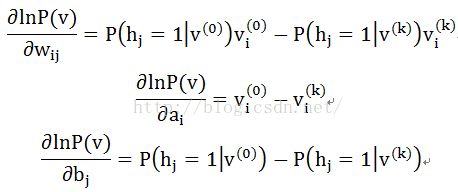 ∂lnP(v)/∂w_ij = P(h_j = 1|v^(0))v_i^(0) − P(h_j = 1|v^(k))v_i^(k)
∂lnP(v)/∂a_i = v_i^(0) − v_i^(k)
http://blog.csdn.net/
∂lnP(v)/∂b_j = P(h_j = 1|v^(0)) − P(h_j = 1|v^(k))